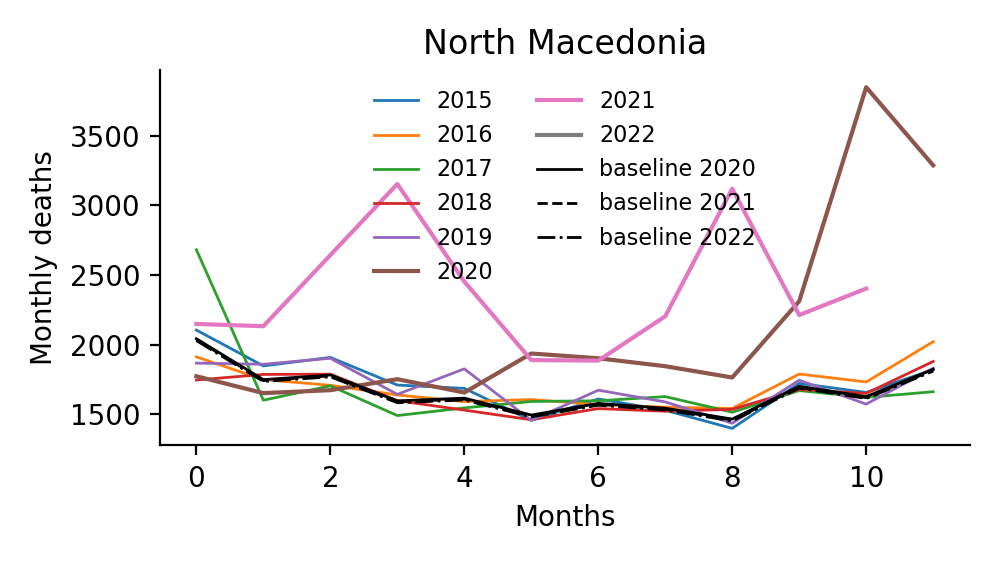 North Macedonia
Monthly deaths
3500
3000
2500
2000
1500
2015
2016
2017
2018
2019
2020
2021
2022
baseline 2020
baseline 2021
baseline 2022
0 2 4 6 8 10
Months